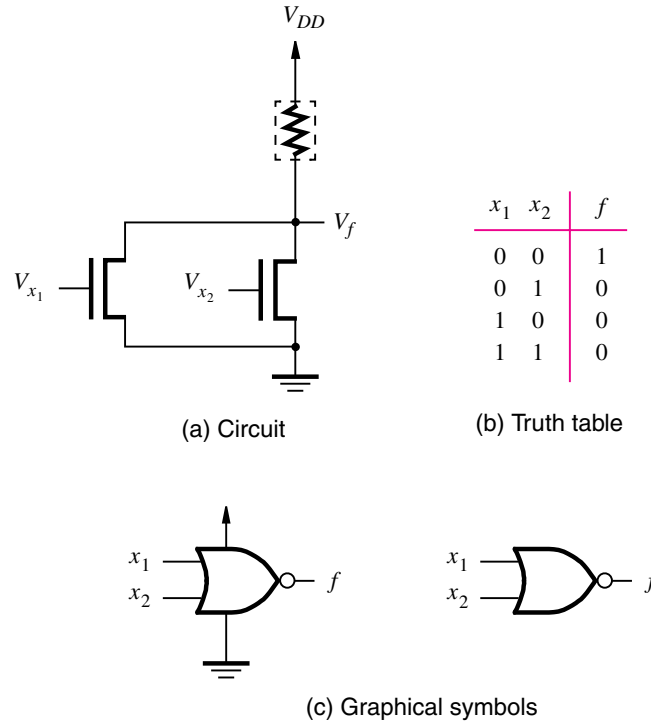 V_DD
V_f
V_x1
V_x2
(a) Circuit
x1 x2 f
0 0 1
0 1 0
1 0 0
1 1 0
(b) Truth table
x1
x2
f
x1
x2
f
(c) Graphical symbols